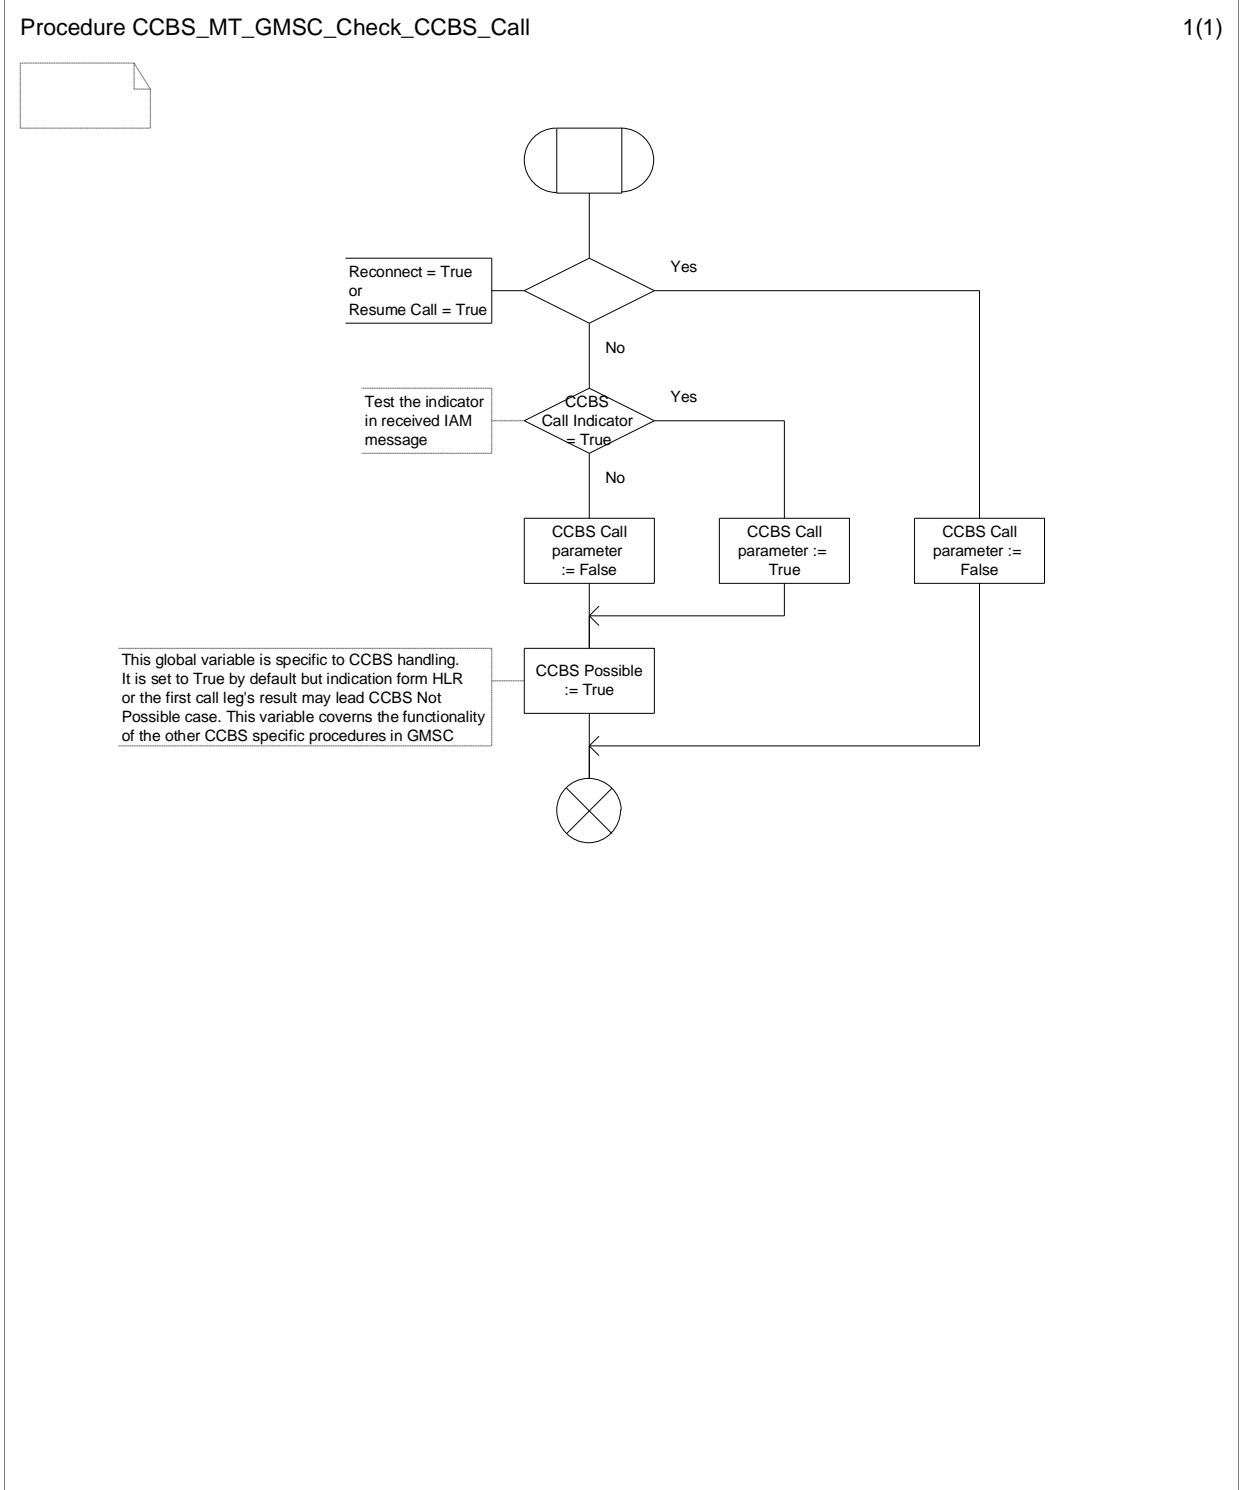 Procedure CCBS_MT_GMSC_Check_CCBS_Call
1(1)
Reconnect = True
or
Resume Call = True
Yes
No
Test the indicator
in received IAM
message
CCBS
Call Indicator
= True
Yes
No
CCBS Call
parameter
:= False
CCBS Call
parameter :=
True
CCBS Call
parameter :=
False
This global variable is specific to CCBS handling.
It is set to True by default but indication form HLR
or the first call leg's result may lead CCBS Not
Possible case. This variable coverns the functionality
of the other CCBS specific procedures in GMSC
CCBS Possible
:= True